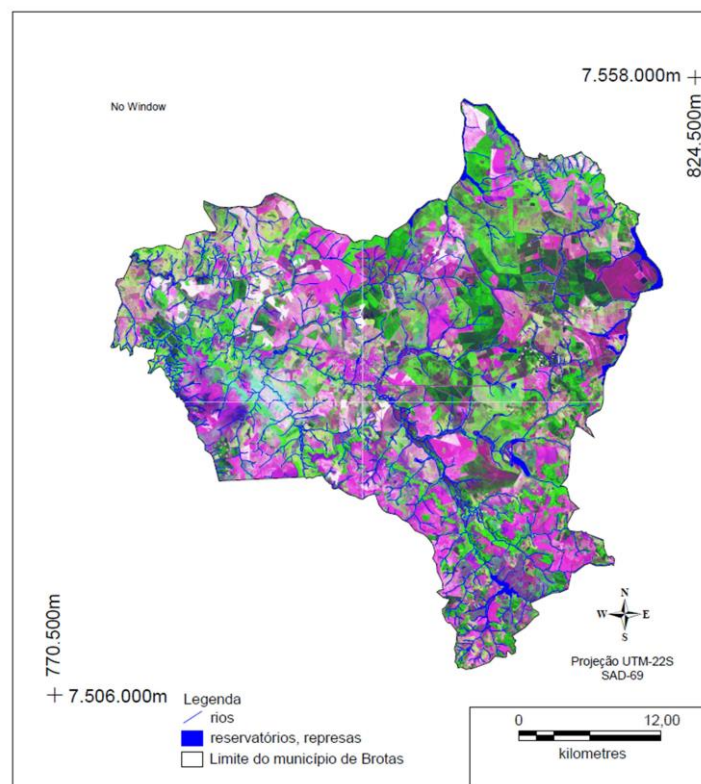 7.558.000m
824.500m
No Window
N
W E
S
770.500m
7.506.000m
Projeção UTM-22S
SAD-69
Legenda
rios
reservatórios, represas
Limite do município de Brotas
0 12,00
kilometres